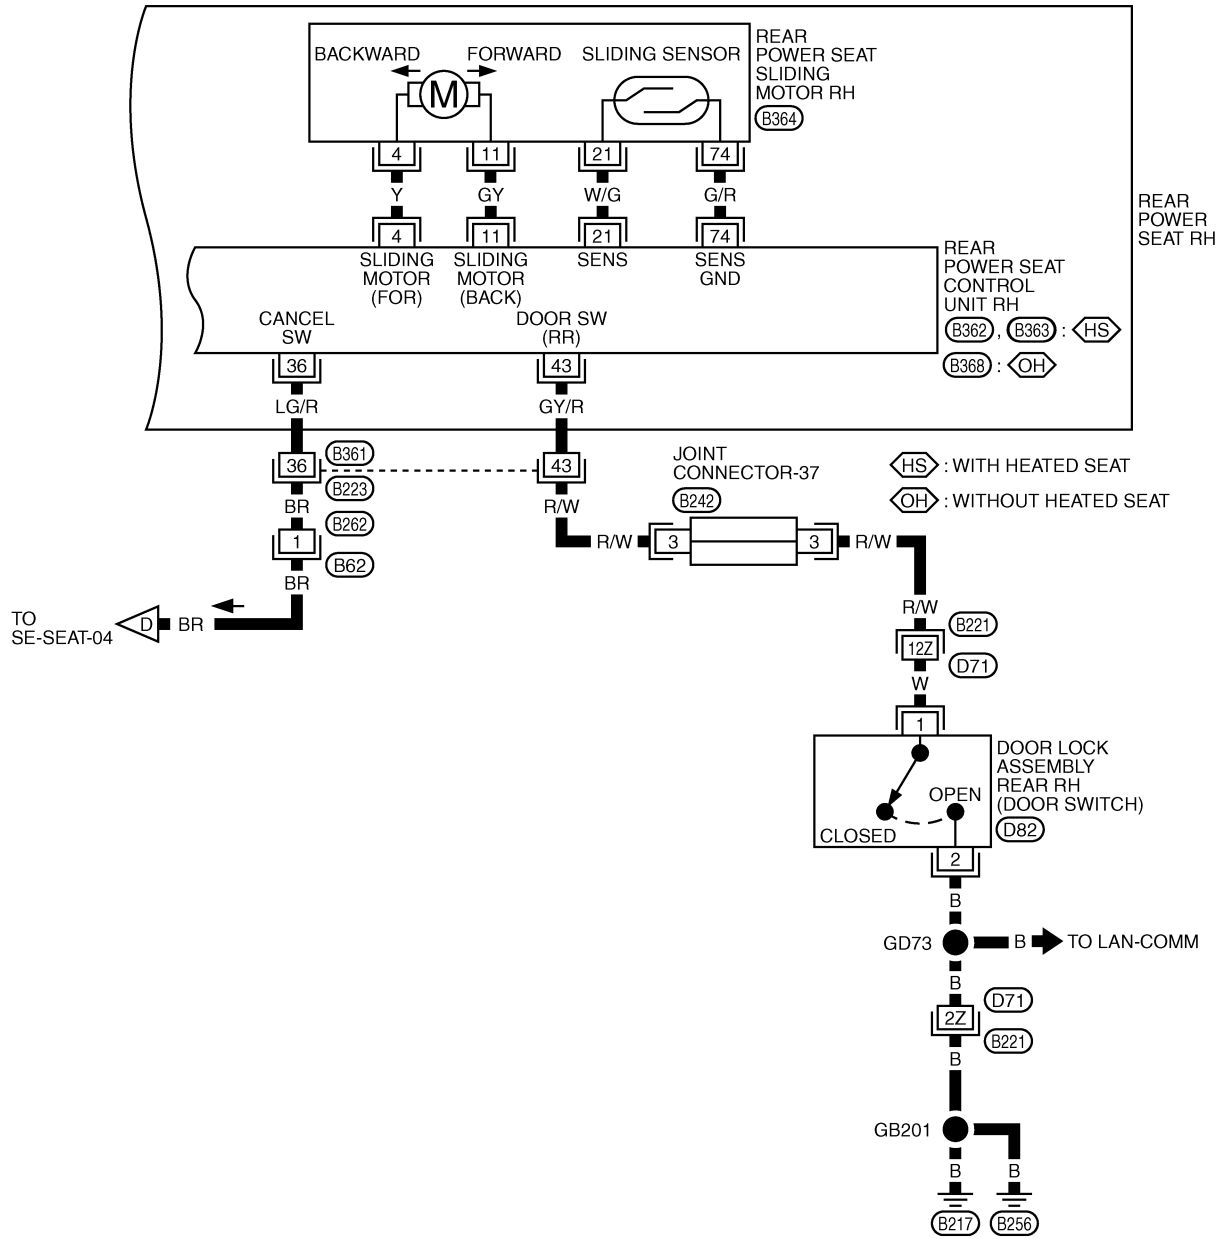 BACKWARD
FORWARD
SLIDING SENSOR
M
REAR
POWER SEAT
SLIDING
MOTOR RH
B364
4
11
21
74
Y
GY
W/G
G/R
4
11
21
74
SLIDING
MOTOR
(FOR)
SLIDING
MOTOR
(BACK)
SENS
SENS
GND
REAR
POWER
SEAT RH
REAR
POWER SEAT
CONTROL
UNIT RH
B362 , B363 : HS
B368 : OH
CANCEL
SW
DOOR SW
(RR)
36
43
LG/R
GY/R
36
B361
B223
43
BR
R/W
1
B262
B62
BR
TO
SE-SEAT-04
D
BR
JOINT
CONNECTOR-37
B242
HS : WITH HEATED SEAT
OH : WITHOUT HEATED SEAT
R/W
3
3
R/W
R/W
B221
12Z
D71
W
1
DOOR LOCK
ASSEMBLY
REAR RH
(DOOR SWITCH)
D82
OPEN
CLOSED
2
B
GD73
B
TO LAN-COMM
B
D71
2Z
B221
B
GB201
B
B
B217
B256